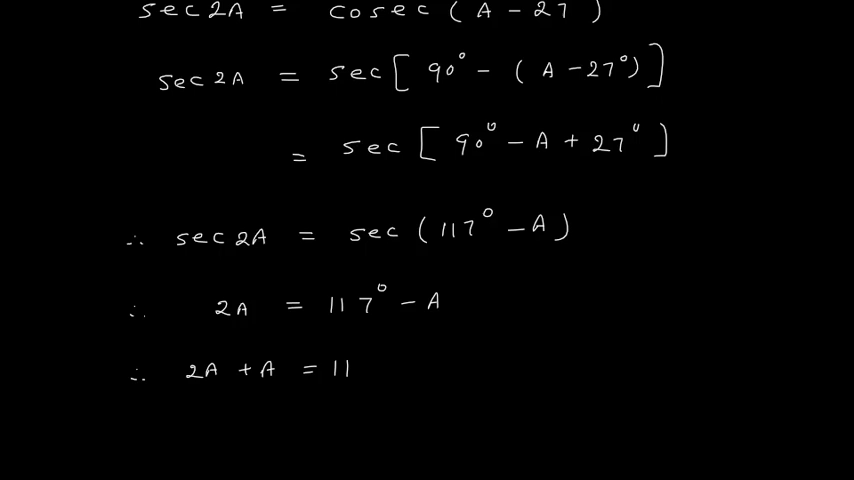 sec 2A = cosec ( A - 27 )
sec 2A = sec [ 90° - ( A - 27° ) ]
= sec [ 90° - A + 27° ]
∴ sec 2A = sec ( 117° - A )
∴ 2A = 117° - A
∴ 2A + A = 11